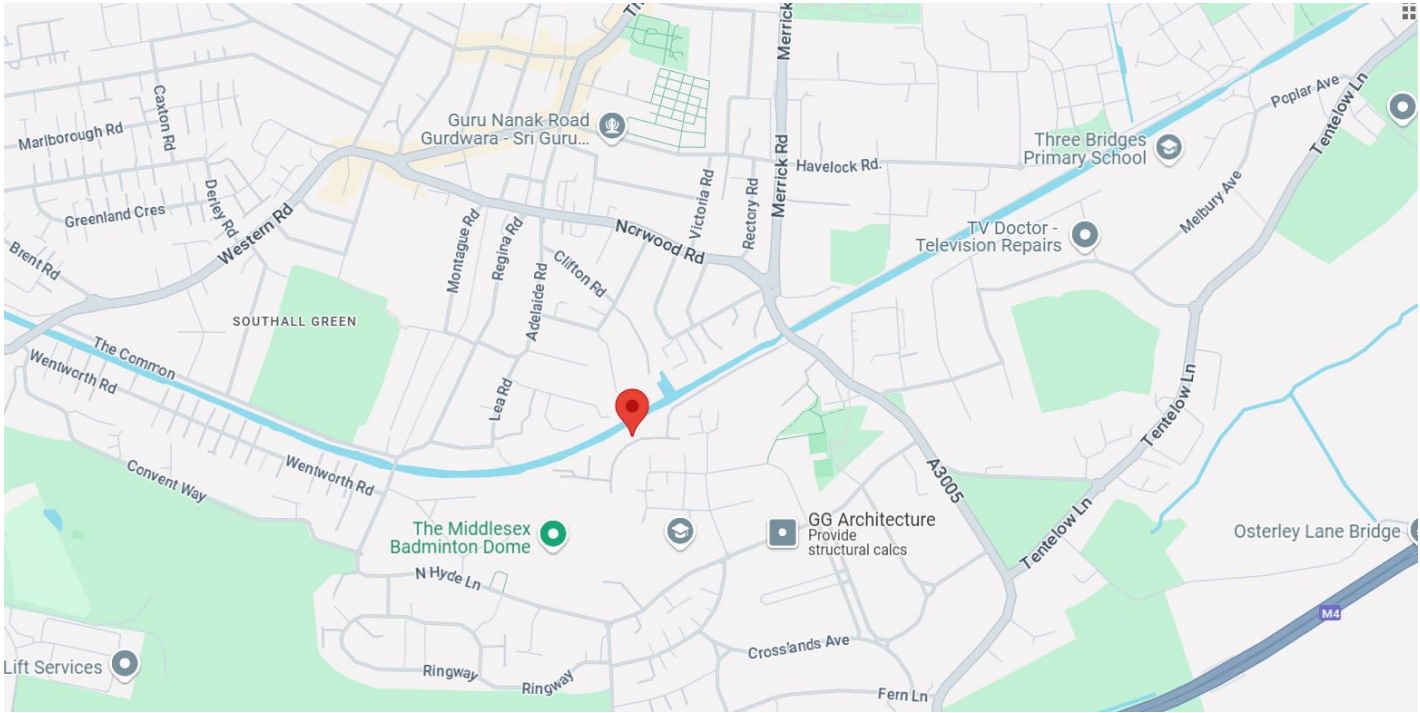 Merrick
Th
Poplar Ave
Tentelow Ln
Caxton Rd
Marlborough Rd
Guru Nanak Road
Gurdwara - Sri Guru...
Merrick Rd
Three Bridges
Primary School
Havelock Rd.
Derley Rd
Greenland Cres
Western Rd
Victoria Rd
Rectory Rd
Melbury Ave
Norwood Rd
TV Doctor -
Television Repairs
Brent Rd
Montague Rd
Regina Rd
Adelaide Rd
Clifton Rd
SOUTHALL GREEN
The Common
Wentworth Rd
Lea Rd
Tentelow Ln
Wentworth Rd
Convent Way
A3005
The Middlesex
Badminton Dome
GG Architecture
Provide
structural calcs
Tentelow Ln
Osterley Lane Bridge
N Hyde Ln
M4
Crosslands Ave
Lift Services
Ringway
Ringway
Fern Ln